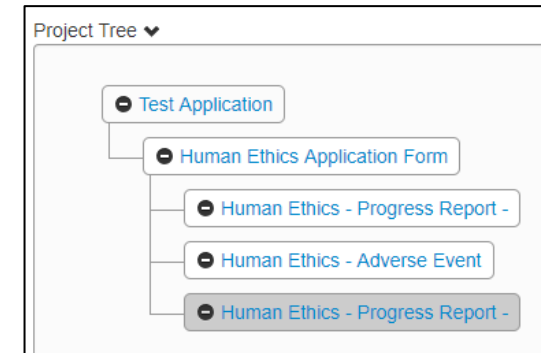 Project Tree
Test Application
Human Ethics Application Form
Human Ethics - Progress Report -
Human Ethics - Adverse Event
Human Ethics - Progress Report -